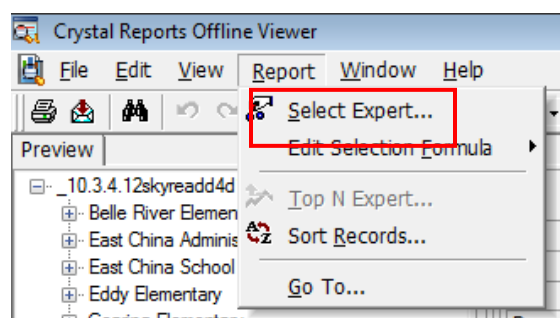 Crystal Reports Offline Viewer
File Edit View Report Window Help
Select Expert...
Preview
Edit Selection Formula
_10.3.4.12skyreadd4d
Top N Expert...
Belle River Elemen
East China Adminis
Sort Records...
East China School
Eddy Elementary
Go To...